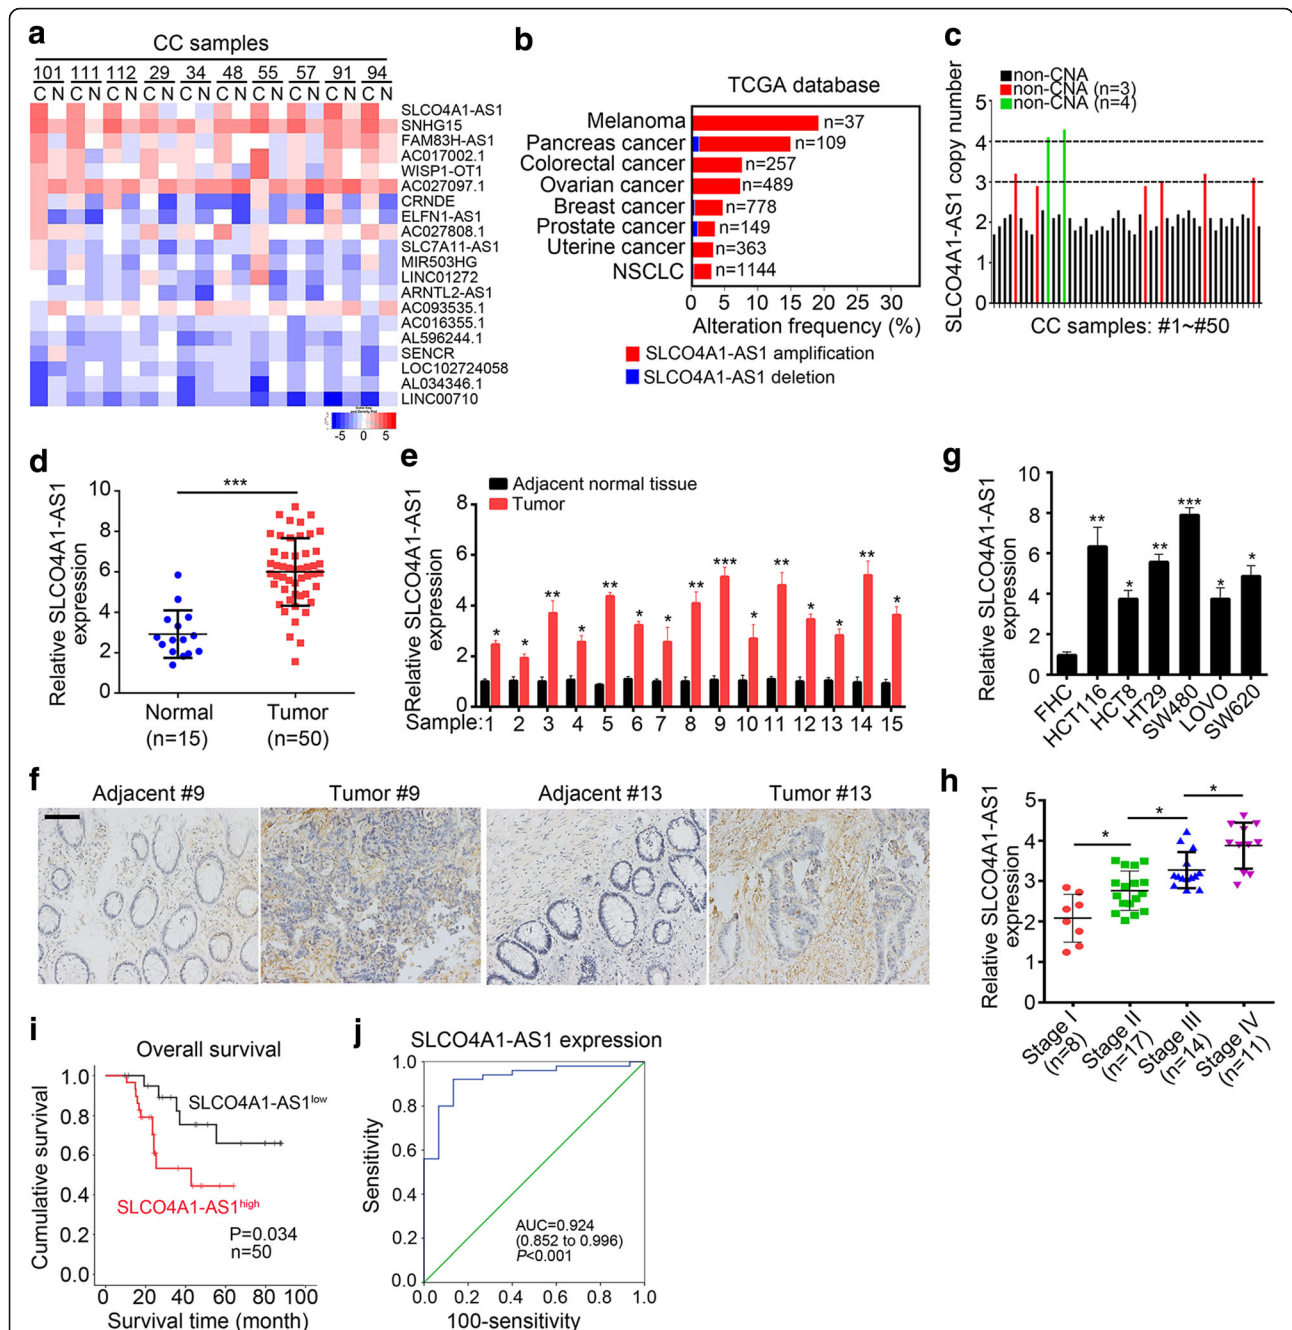 a
CC samples
101 111 112 29 34 48 55 57 91 94
C N C N C N C N C N C N C N C N C N C N
SLCO4A1-AS1
SNHG15
FAM83H-AS1
AC017002.1
WISP1-OT1
AC027097.1
CRNDE
ELFN1-AS1
AC027808.1
SLC7A11-AS1
MIR503HG
LINC01272
ARNTL2-AS1
AC093535.1
AC016355.1
AL596244.1
SENCR
LOC102724058
AL034346.1
LINC00710
-5 0 5
b
TCGA database
Melanoma n=37
Pancreas cancer n=109
Colorectal cancer n=257
Ovarian cancer n=489
Breast cancer n=778
Prostate cancer n=149
Uterine cancer n=363
NSCLC n=1144
0 5 10 15 20 25 30
Alteration frequency (%)
SLCO4A1-AS1 amplification
SLCO4A1-AS1 deletion
c
non-CNA
non-CNA (n=3)
non-CNA (n=4)
SLCO4A1-AS1 copy number
5
4
3
2
1
0
CC samples: #1~#50
d
Relative SLCO4A1-AS1
expression
10
8
6
4
2
0
***
Normal
(n=15)
Tumor
(n=50)
e
Adjacent normal tissue
Tumor
Relative SLCO4A1-AS1
expression
8
6
4
2
0
* * ** * ** * * ** *** * ** * * ** *
Sample: 1 2 3 4 5 6 7 8 9 10 11 12 13 14 15
g
Relative SLCO4A1-AS1
expression
10
8
6
4
2
0
** * ** *** * *
FHC HCT116 HCT8 HT29 SW480 LOVO SW620
f
Adjacent #9 Tumor #9 Adjacent #13 Tumor #13
h
Relative SLCO4A1-AS1
expression
5
4
3
2
1
0
* * *
Stage I
(n=8)
Stage II
(n=17)
Stage III
(n=14)
Stage IV
(n=11)
i
Overall survival
Cumulative survival
1.0
0.8
0.6
0.4
0.2
0.0
SLCO4A1-AS1low
SLCO4A1-AS1high
P=0.034
n=50
0 20 40 60 80 100
Survival time (month)
j
SLCO4A1-AS1 expression
Sensitivity
1.0
0.8
0.6
0.4
0.2
0.0
AUC=0.924
(0.852 to 0.996)
P<0.001
0.0 0.2 0.4 0.6 0.8 1.0
100-sensitivity